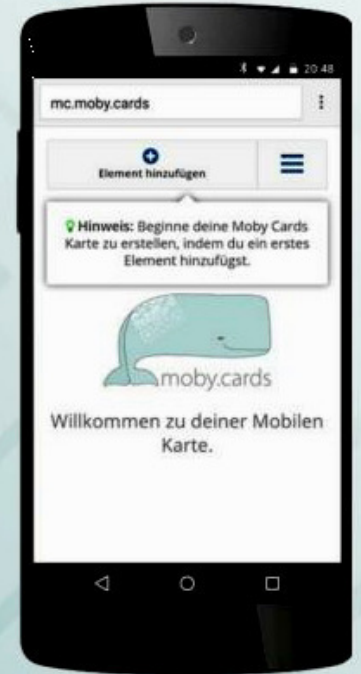 20:48
mc.moby.cards
Element hinzufügen
Hinweis: Beginne deine Moby Cards
Karte zu erstellen, indem du ein erstes
Element hinzufügst.
moby.cards
Willkommen zu deiner Mobilen
Karte.